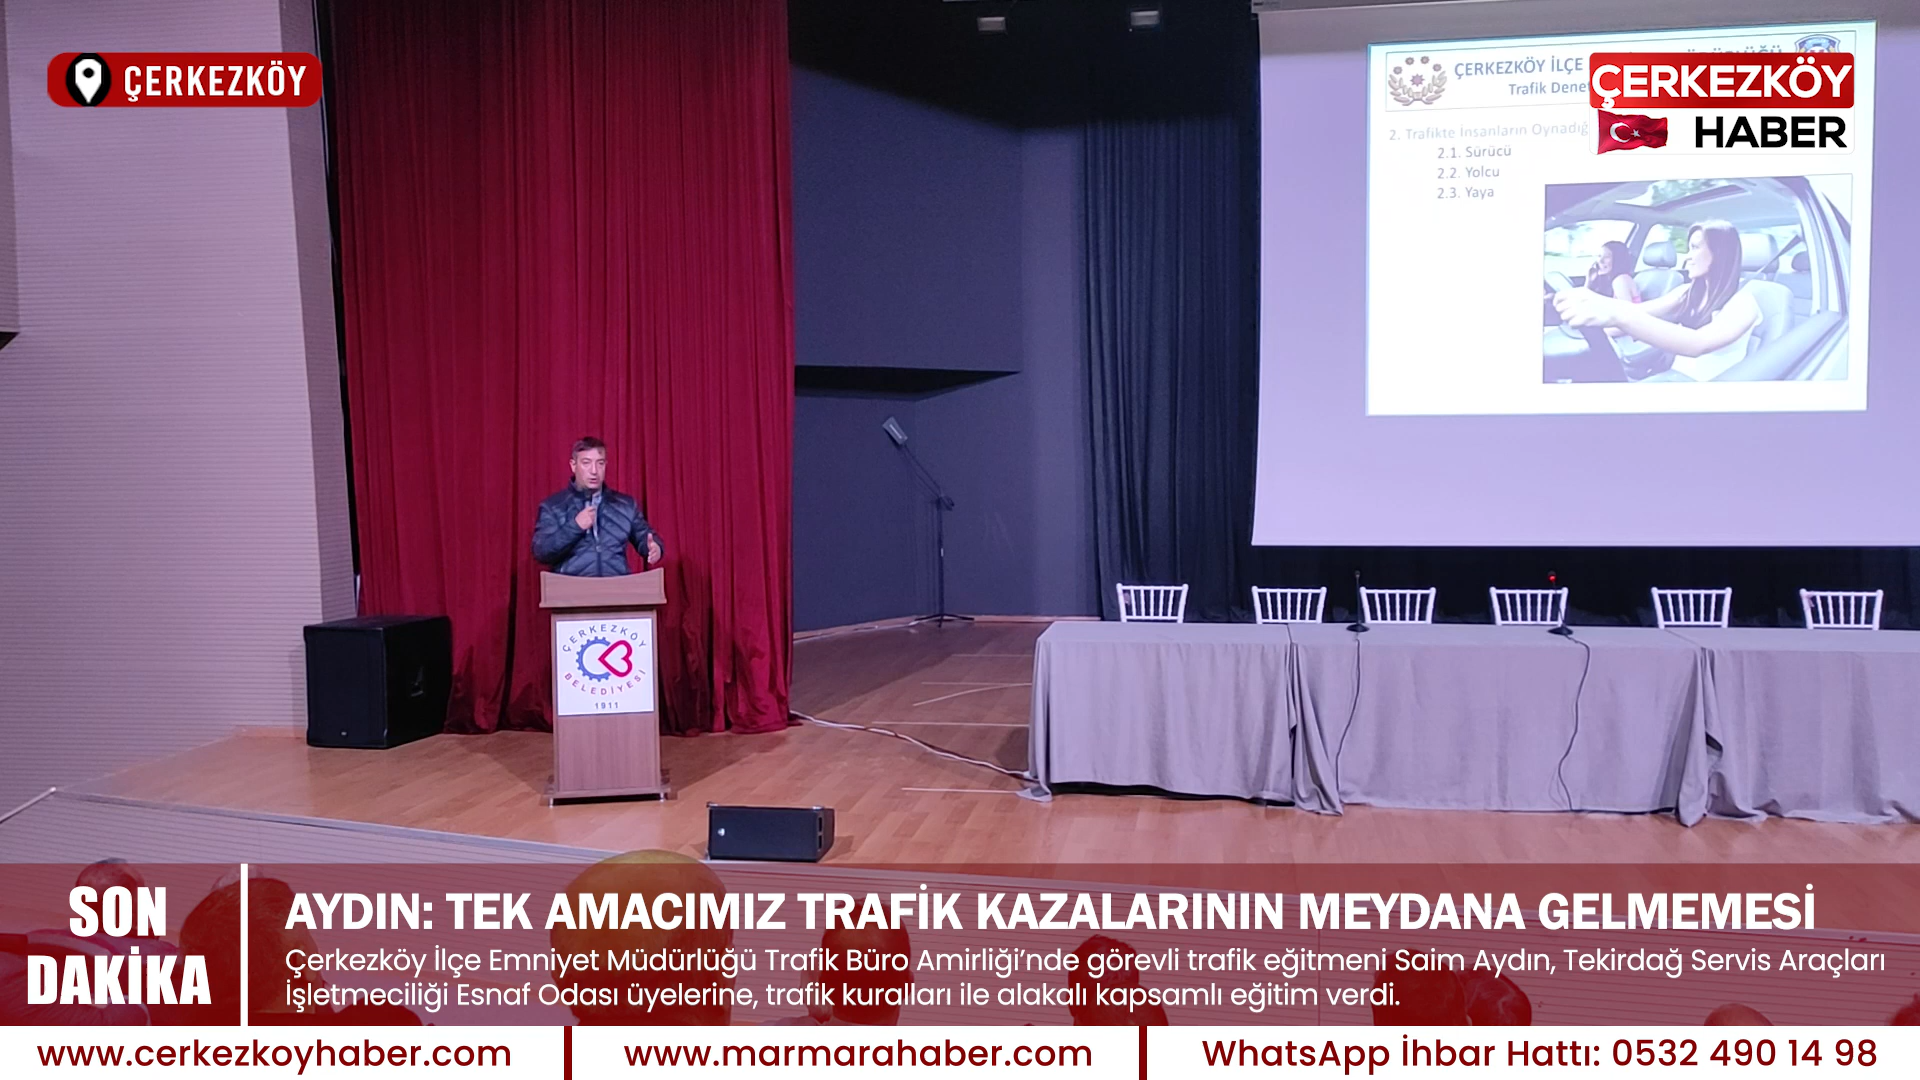 ÇERKEZKÖY
ÇERKEZKÖY İLÇE
Trafik Denet
ÇERKEZKÖY
HABER
2. Trafikte İnsanların Oynadığ
2.1. Sürücü
2.2. Yolcu
2.3. Yaya
ÇERKEZKÖY
BELEDİYESİ
1911
SON
DAKİKA
AYDIN: TEK AMACIMIZ TRAFİK KAZALARININ MEYDANA GELMEMESİ
Çerkezköy İlçe Emniyet Müdürlüğü Trafik Büro Amirliği’nde görevli trafik eğitmeni Saim Aydın, Tekirdağ Servis Araçları
İşletmeciliği Esnaf Odası üyelerine, trafik kuralları ile alakalı kapsamlı eğitim verdi.
www.cerkezkoyhaber.com
www.marmarahaber.com
WhatsApp İhbar Hattı: 0532 490 14 98